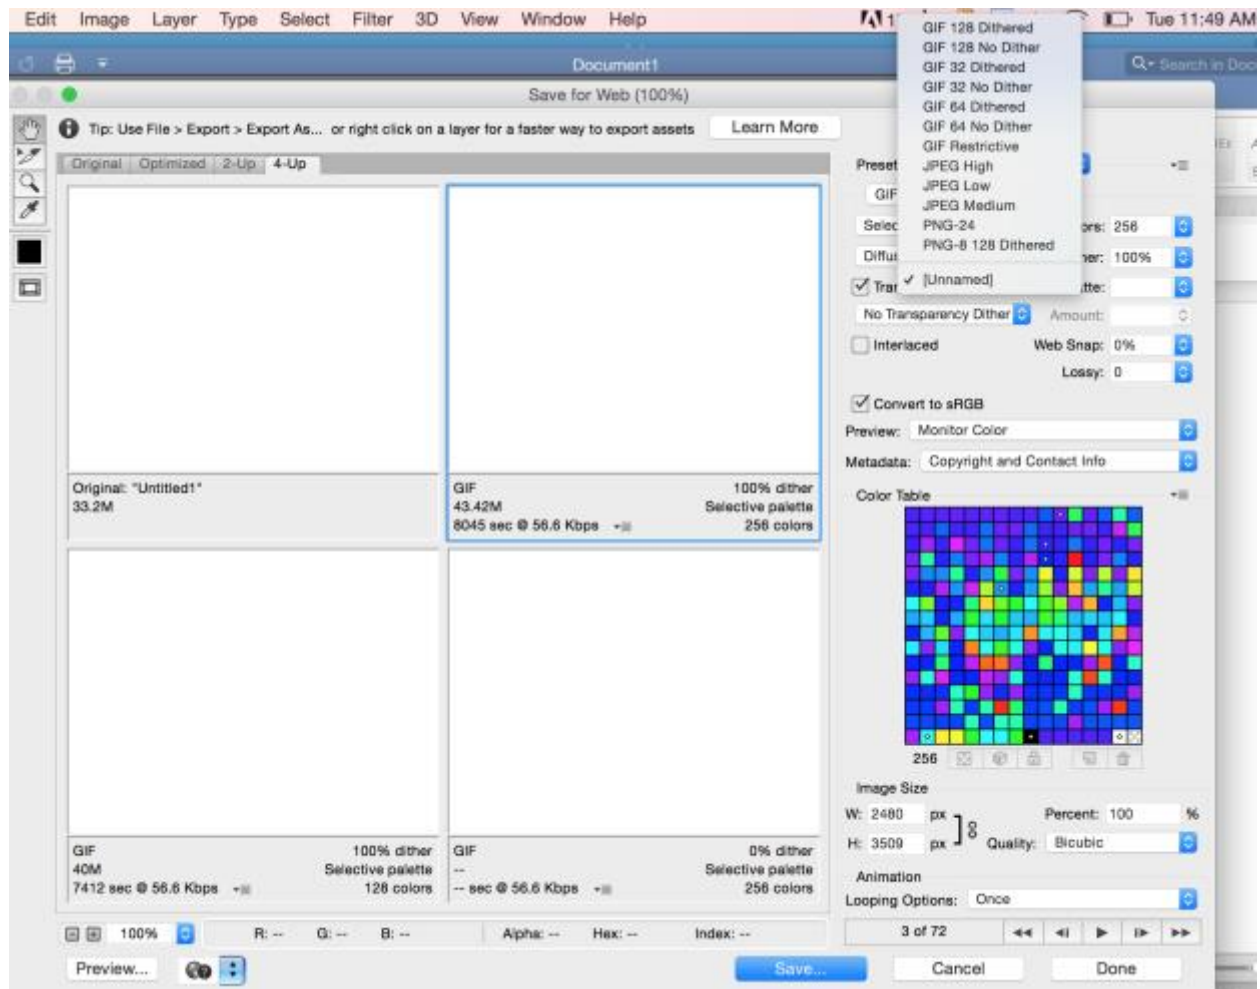 Edit Image Layer Type Select Filter 3D View Window Help
Tue 11:49 AM
Document1
Search in Doc
Save for Web (100%)
Tip: Use File > Export > Export As... or right click on a layer for a faster way to export assets
Learn More
Original Optimized 2-Up 4-Up
GIF 128 Dithered
GIF 128 No Dither
GIF 32 Dithered
GIF 32 No Dither
GIF 64 Dithered
GIF 64 No Dither
GIF Restrictive
JPEG High
JPEG Low
JPEG Medium
PNG-24
PNG-8 128 Dithered
[Unnamed]
Preset
GIF
Selec ors: 256
Diffu her: 100%
Tra tte:
No Transparency Dither Amount:
Interlaced Web Snap: 0%
Lossy: 0
Convert to sRGB
Preview: Monitor Color
Metadata: Copyright and Contact Info
Color Table
256
Original: "Untitled1"
33.2M
GIF 100% dither
43.42M Selective palette
8045 sec @ 56.6 Kbps 256 colors
GIF 100% dither
40M Selective palette
7412 sec @ 56.6 Kbps 128 colors
GIF 0% dither
-- Selective palette
-- sec @ 56.6 Kbps 256 colors
Image Size
W: 2480 px Percent: 100 %
H: 3509 px Quality: Bicubic
Animation
Looping Options: Once
3 of 72
100% R: -- G: -- B: -- Alpha: -- Hex: -- Index: --
Preview... Save... Cancel Done